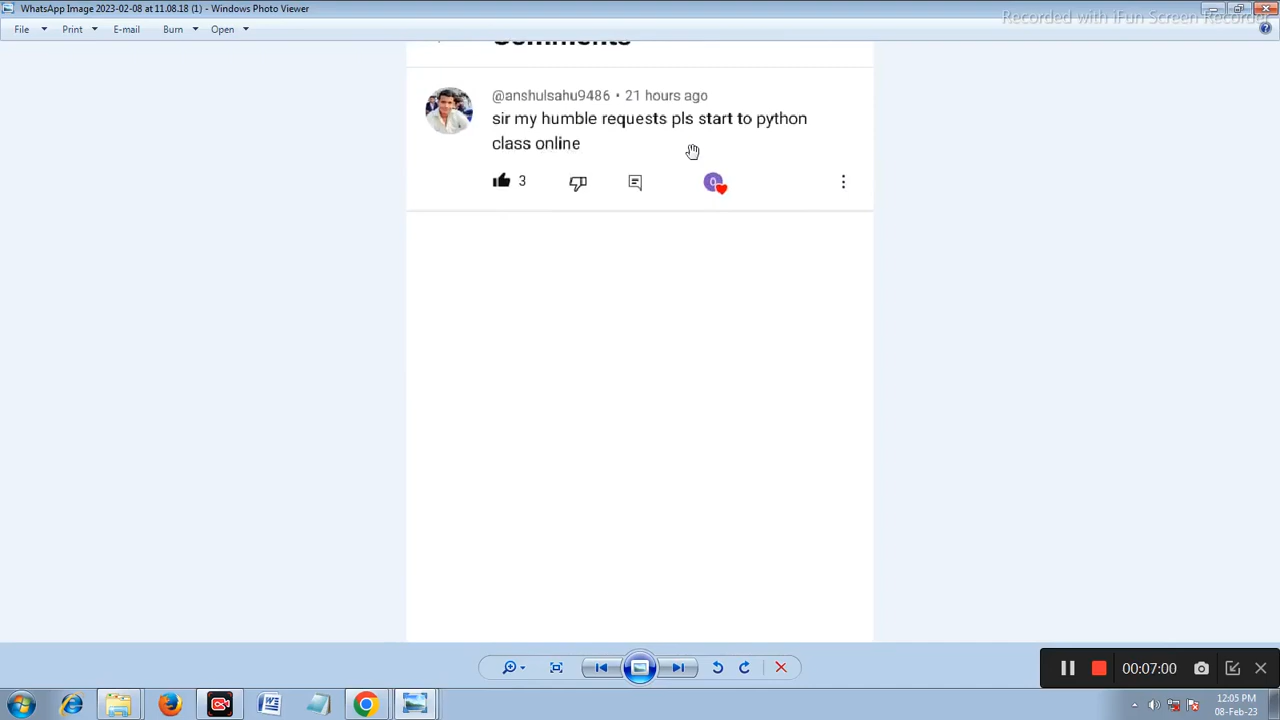 WhatsApp Image 2023-02-08 at 11.08.18 (1) - Windows Photo Viewer
File Print E-mail Burn Open
Recorded with iFun Screen Recorder
Comments
@anshulsahu9486 • 21 hours ago
sir my humble requests pls start to python
class online
3
00:07:00
12:05 PM
08-Feb-23